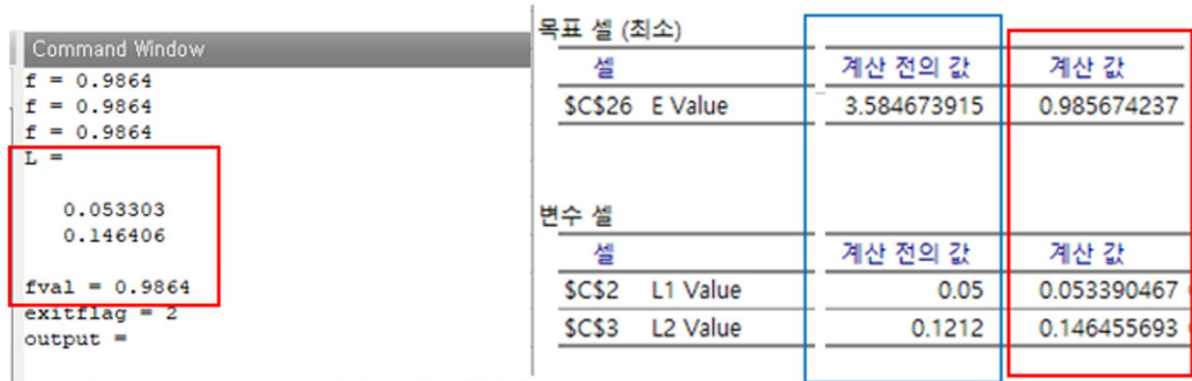 Command Window
f = 0.9864
f = 0.9864
f = 0.9864
L =
0.053303
0.146406
fval = 0.9864
exitflag = 2
output =
목표 셀 (최소)
셀 계산 전의 값 계산 값
$C$26 E Value 3.584673915 0.985674237
변수 셀
셀 계산 전의 값 계산 값
$C$2 L1 Value 0.05 0.053390467
$C$3 L2 Value 0.1212 0.146455693